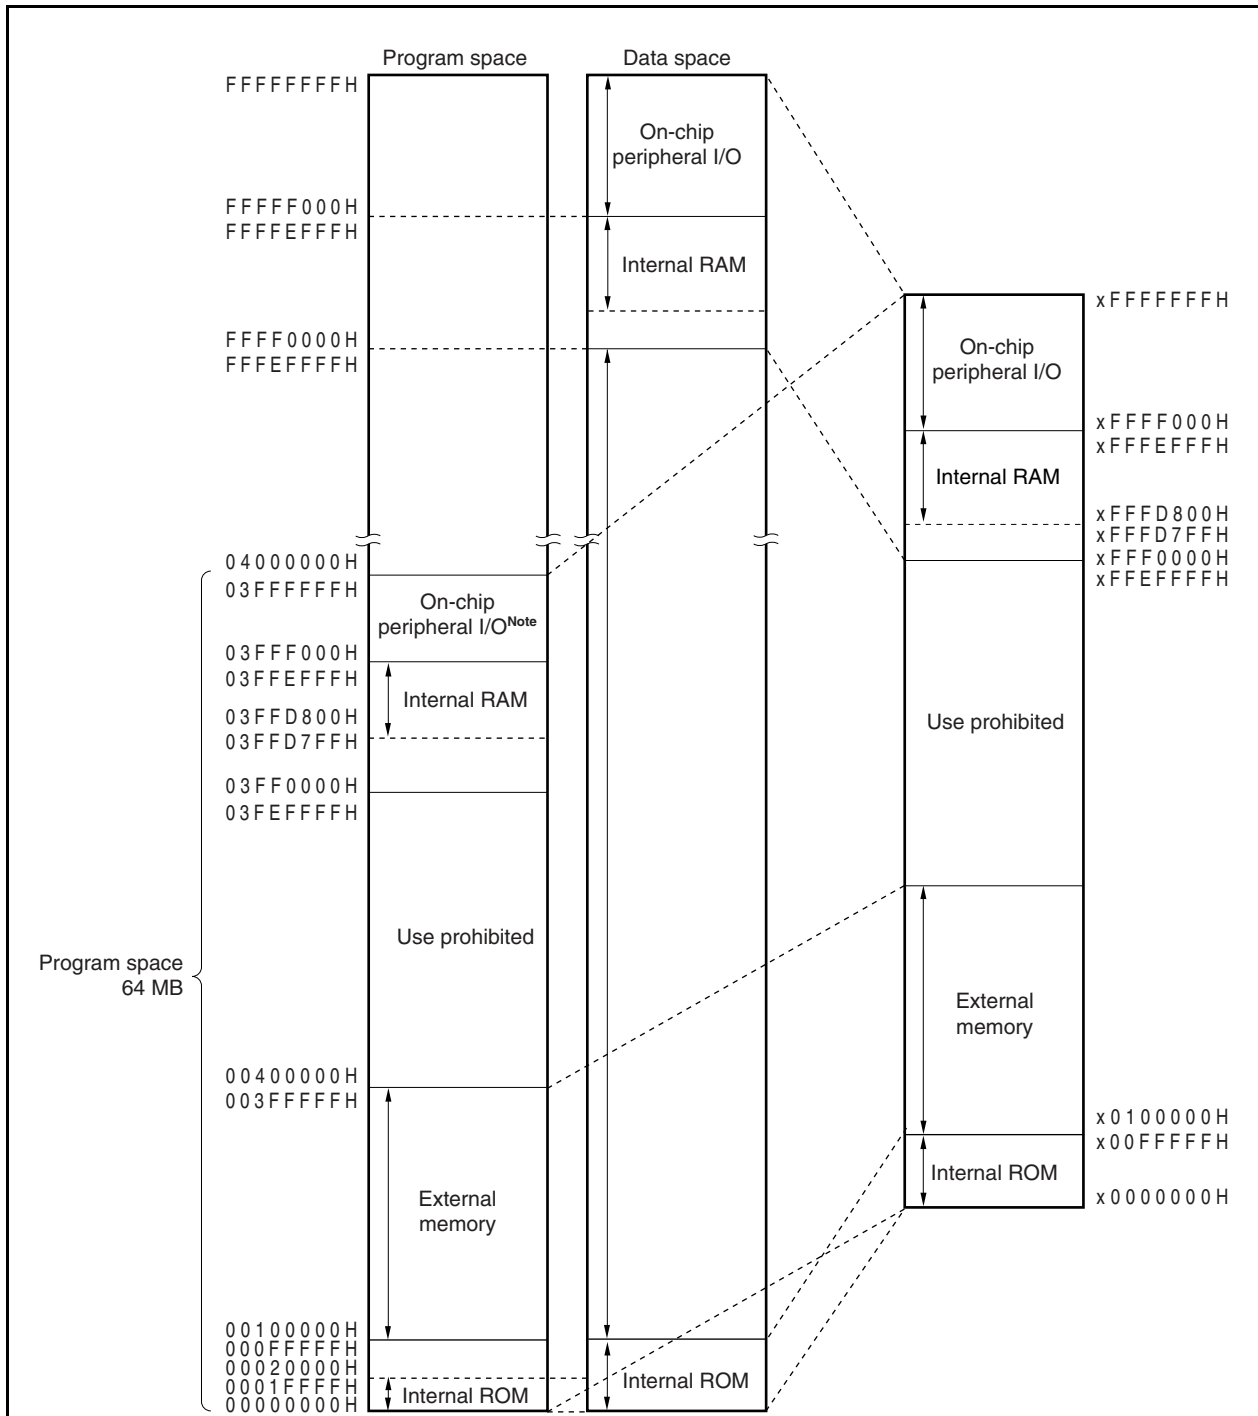 Program space
Data space
FFFFFFFFH
On-chip
peripheral I/O
FFFFF000H
FFFFEFFFH
Internal RAM
FFFF0000H
FFFEFFFFH
xFFFFFFFH
On-chip
peripheral I/O
xFFFF000H
xFFFEFFFH
Internal RAM
xFFFD800H
xFFFD7FFH
xFFF0000H
xFFEFFFFH
04000000H
03FFFFFFH
On-chip
peripheral I/ONote
03FFF000H
03FFEFFFH
Internal RAM
03FFD800H
03FFD7FFH
03FF0000H
03FEFFFFH
Use prohibited
Use prohibited
Program space
64 MB
External
memory
00400000H
003FFFFFH
x0100000H
x00FFFFFH
Internal ROM
x0000000H
External
memory
00100000H
000FFFFFH
00020000H
0001FFFFH
00000000H
Internal ROM
Internal ROM